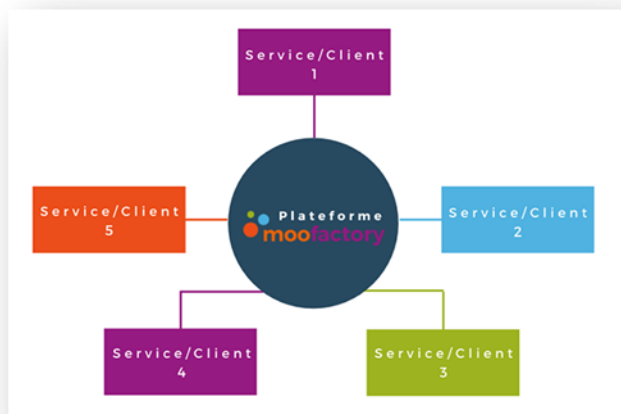 Service/Client
1
Service/Client
5
Plateforme
moofactory
Service/Client
2
Service/Client
4
Service/Client
3